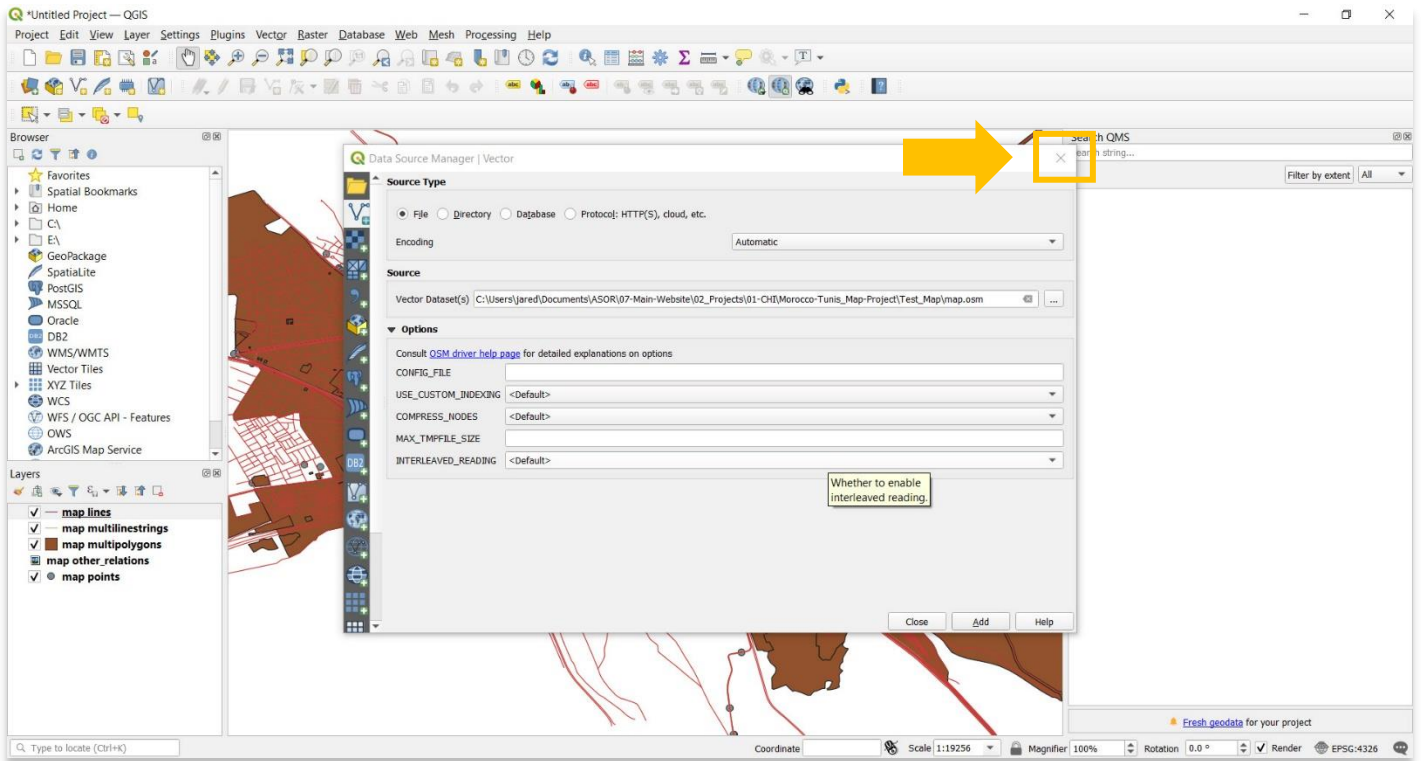 *Untitled Project — QGIS
Project Edit View Layer Settings Plugins Vector Raster Database Web Mesh Processing Help
Browser
Favorites
Spatial Bookmarks
Home
C:\
E:\
GeoPackage
SpatiaLite
PostGIS
MSSQL
Oracle
DB2
WMS/WMTS
Vector Tiles
XYZ Tiles
WCS
WFS / OGC API - Features
OWS
ArcGIS Map Service
Layers
map lines
map multilinestrings
map multipolygons
map other_relations
map points
Data Source Manager | Vector
Source Type
File Directory Database Protocol: HTTP(S), cloud, etc.
Encoding Automatic
Source
Vector Dataset(s) C:\Users\jared\Documents\ASOR\07-Main-Website\02_Projects\01-CHI\Morocco-Tunis_Map-Project\Test_Map\map.osm ...
Options
Consult OSM driver help page for detailed explanations on options
CONFIG_FILE
USE_CUSTOM_INDEXING <Default>
COMPRESS_NODES <Default>
MAX_TMPFILE_SIZE
INTERLEAVED_READING <Default>
Whether to enable
interleaved reading.
DB2
Close Add Help
QMS
string...
Filter by extent All
Fresh geodata for your project
Type to locate (Ctrl+K) Coordinate Scale 1:19256 Magnifier 100% Rotation 0.0 ° Render EPSG:4326